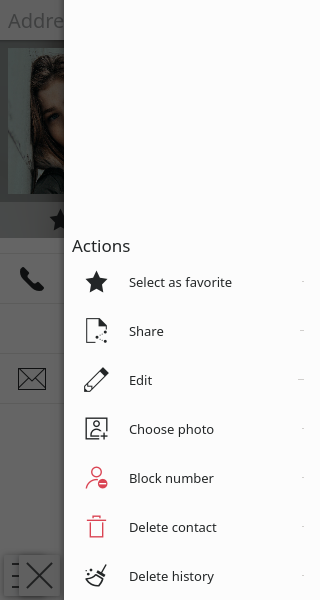 Addre
Actions
Select as favorite
Share
Edit
Choose photo
Block number
Delete contact
Delete history